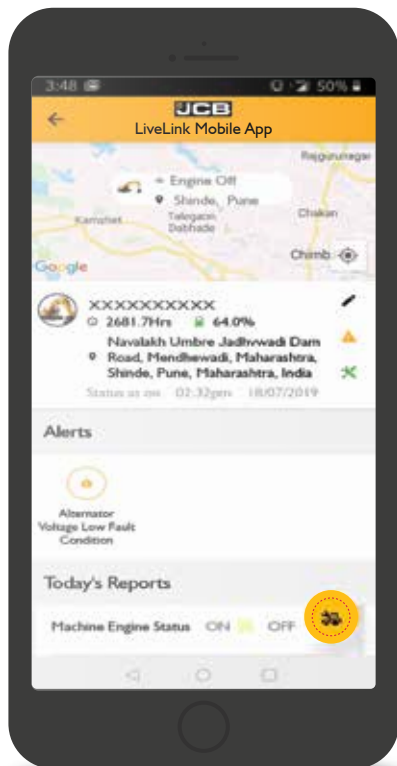 3:48 50%
JCB
LiveLink Mobile App
Rajgurunagar
Engine Off
Shinde, Pune
Kamshet
Talegaon
Dabhade
Chakan
Chimb
Google
XXXXXXXXXX
2681.7Hrs 64.0%
Navalakh Umbre Jadhvwadi Dam
Road, Mendhewadi, Maharashtra,
Shinde, Pune, Maharashtra, India
Status as on 02:32pm 18/07/2019
Alerts
Alternator
Voltage Low Fault
Condition
Today's Reports
Machine Engine Status ON OFF